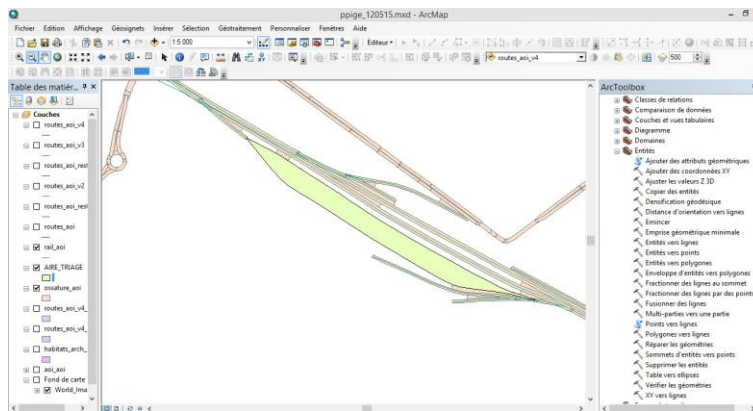 ppige_120515.mxd - ArcMap
Fichier Edition Affichage Géosignets Insérer Sélection Géotraitement Personnaliser Fenêtres Aide
1:5 000
Editeur
routes_aoi_v4
500
Table des matièr...
Couches
routes_aoi_v4
routes_aoi_v3
routes_aoi_rest
routes_aoi_v2
routes_aoi_rest
routes_aoi
rail_aoi
AIRE_TRIAGE
ossature_aoi
routes_aoi_v4_
routes_aoi_v4_
habitats_arch_
aoi_aoi
Fond de carte
World_Ima
ArcToolbox
Classes de relations
Comparaison de données
Couches et vues tabulaires
Diagramme
Domaines
Entités
Ajouter des attributs géométriques
Ajouter des coordonnées XY
Ajuster les valeurs Z 3D
Copier des entités
Densification géodésique
Distance d'orientation vers lignes
Emincer
Emprise géométrique minimale
Entités vers lignes
Entités vers points
Entités vers polygones
Enveloppe d'entités vers polygones
Fractionner des lignes au sommet
Fractionner des lignes par des point
Fusionner des lignes
Multi-parties vers une partie
Points vers lignes
Polygones vers lignes
Réparer les géométries
Sommets d'entités vers points
Supprimer les entités
Table vers ellipses
Vérifier les géométries
XY vers lignes